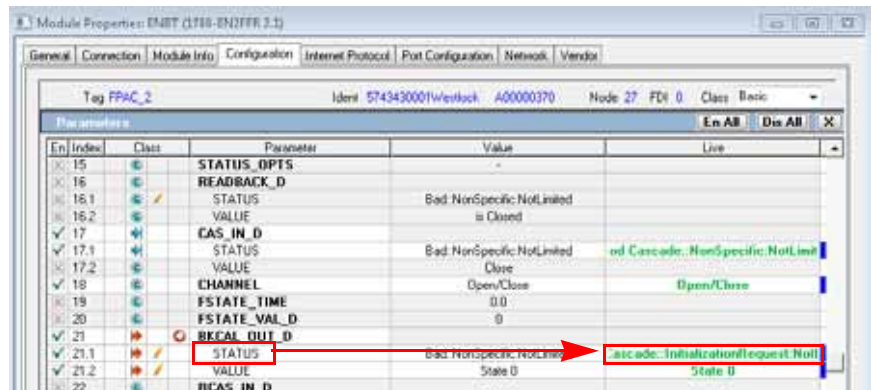 Module Properties: ENBT (1788-EN2FFR 2.1)
General Connection Module Info Configuration Internet Protocol Port Configuration Network Vendor
Tag FPAC_2 Ident 5743430001Westlock A00000370 Node 27 FDI 0 Class Basic
Parameters En All Dis All X
En Index Class Parameter Value Live
15 STATUS_OPTS -
16 READBACK_D
16.1 STATUS Bad:NonSpecific:NotLimited
16.2 VALUE is Closed
17 CAS_IN_D
17.1 STATUS Bad:NonSpecific:NotLimited od Cascade::NonSpecific:NotLimit
17.2 VALUE Close
18 CHANNEL Open/Close Open/Close
19 FSTATE_TIME 0.0
20 FSTATE_VAL_D 0
21 BKCAL_OUT_D
21.1 STATUS Bad:NonSpecific:NotLimited Cascade::InitializationRequest:NotL
21.2 VALUE State 0 State 0
22 RCAS_IN_D